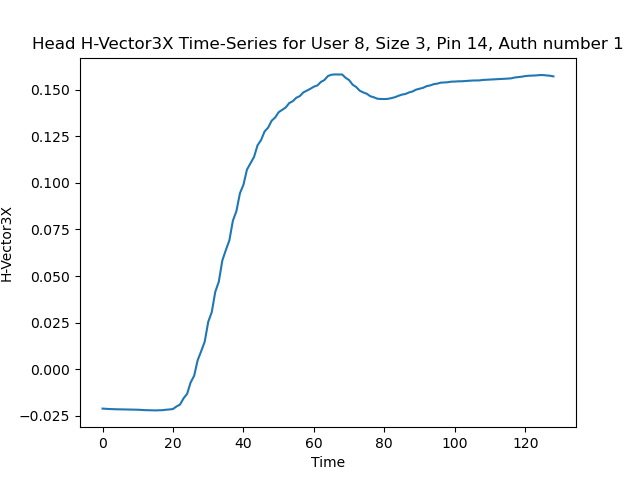 Head H-Vector3X Time-Series for User 8, Size 3, Pin 14, Auth number 1
H-Vector3X
0.150
0.125
0.100
0.075
0.050
0.025
0.000
−0.025
0 20 40 60 80 100 120
Time